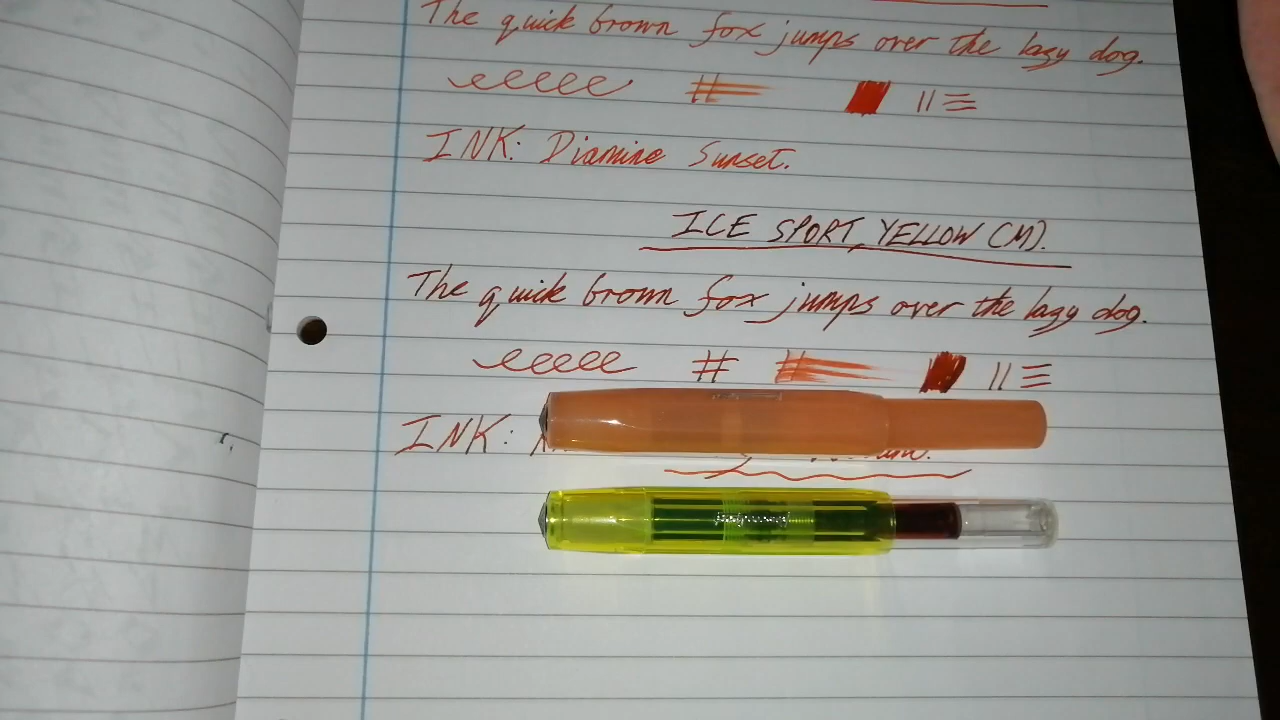 The quick brown fox jumps over the lazy dog.
INK: Diamine Sunset.
ICE SPORT, YELLOW (M).
The quick brown fox jumps over the lazy dog.
INK: